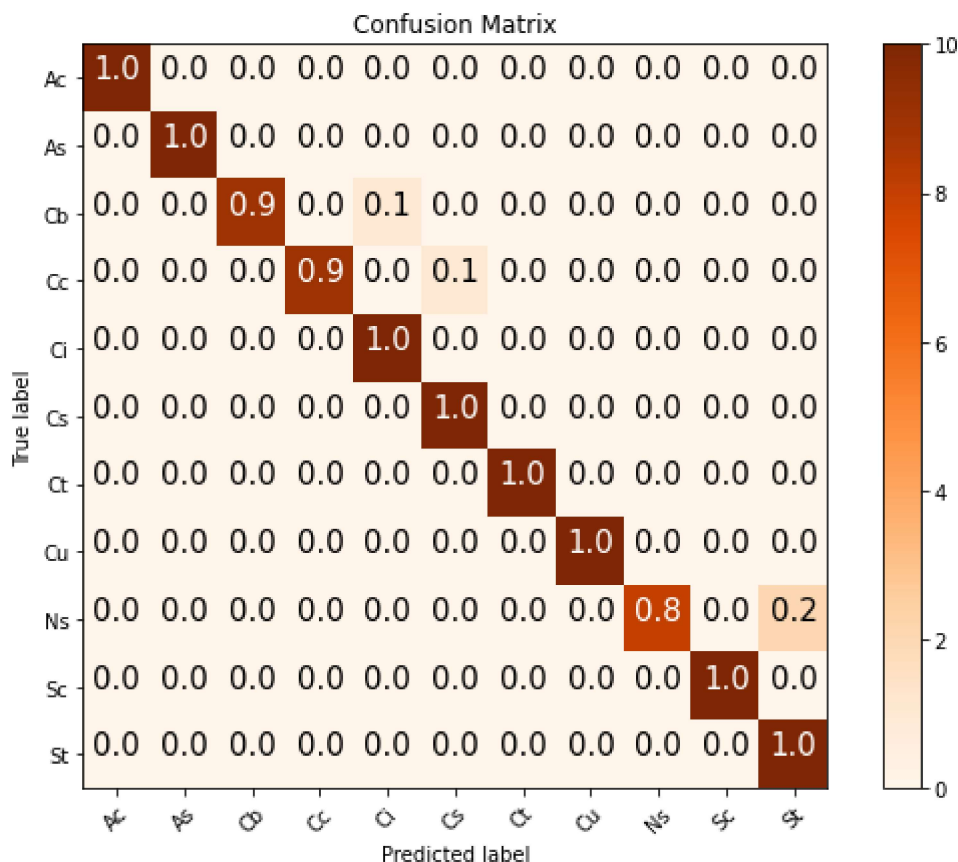 Confusion Matrix
Ac 1.0 0.0 0.0 0.0 0.0 0.0 0.0 0.0 0.0 0.0 0.0
As 0.0 1.0 0.0 0.0 0.0 0.0 0.0 0.0 0.0 0.0 0.0
Cb 0.0 0.0 0.9 0.0 0.1 0.0 0.0 0.0 0.0 0.0 0.0
Cc 0.0 0.0 0.0 0.9 0.0 0.1 0.0 0.0 0.0 0.0 0.0
Ci 0.0 0.0 0.0 0.0 1.0 0.0 0.0 0.0 0.0 0.0 0.0
Cs 0.0 0.0 0.0 0.0 0.0 1.0 0.0 0.0 0.0 0.0 0.0
Ct 0.0 0.0 0.0 0.0 0.0 0.0 1.0 0.0 0.0 0.0 0.0
Cu 0.0 0.0 0.0 0.0 0.0 0.0 0.0 1.0 0.0 0.0 0.0
Ns 0.0 0.0 0.0 0.0 0.0 0.0 0.0 0.0 0.8 0.0 0.2
Sc 0.0 0.0 0.0 0.0 0.0 0.0 0.0 0.0 0.0 1.0 0.0
St 0.0 0.0 0.0 0.0 0.0 0.0 0.0 0.0 0.0 0.0 1.0
Ac As Cb Cc Ci Cs Ct Cu Ns Sc St
Predicted label
True label
10
8
6
4
2
0